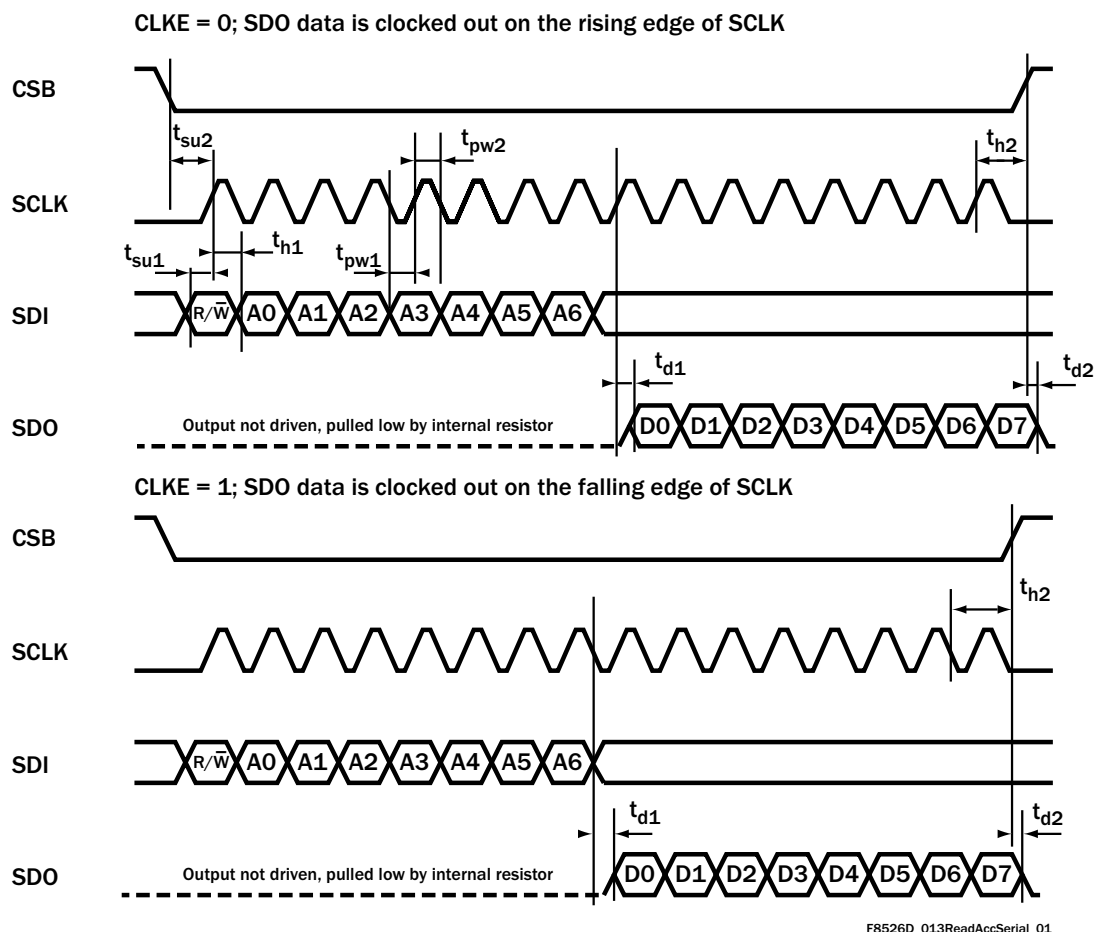 CLKE = 0; SDO data is clocked out on the rising edge of SCLK
CSB
tsu2
tpw2
th2
SCLK
tsu1
th1
tpw1
SDI
R/W̅ A0 A1 A2 A3 A4 A5 A6
td1
td2
SDO
Output not driven, pulled low by internal resistor
D0 D1 D2 D3 D4 D5 D6 D7
CLKE = 1; SDO data is clocked out on the falling edge of SCLK
CSB
th2
SCLK
SDI
R/W̅ A0 A1 A2 A3 A4 A5 A6
td1
td2
SDO
Output not driven, pulled low by internal resistor
D0 D1 D2 D3 D4 D5 D6 D7
F8526D_013ReadAccSerial_01